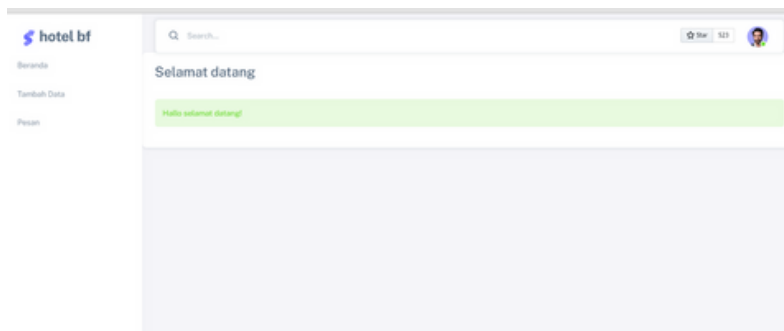 hotel bf
Beranda
Tambah Data
Pesan
Search...
Star 523
Selamat datang
Hallo selamat datang!